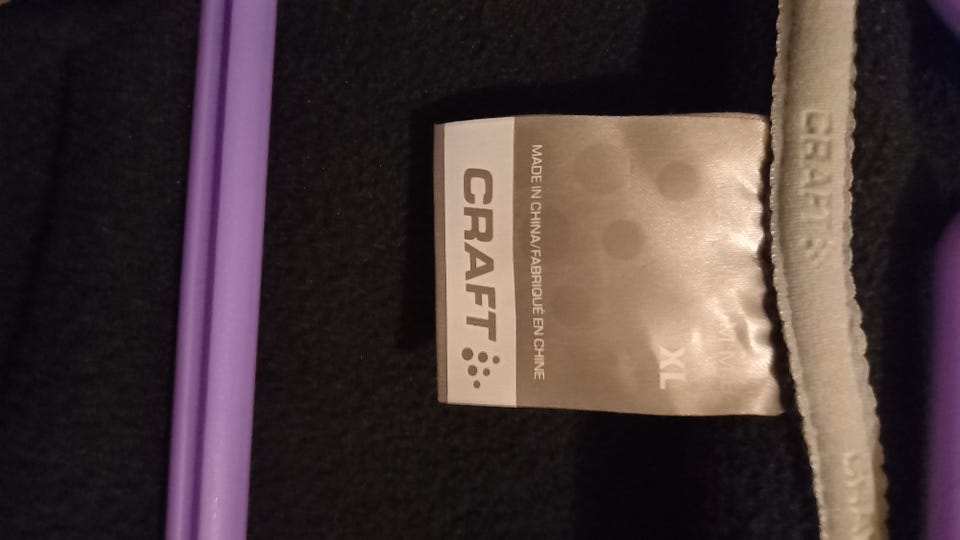 XL
MADE IN CHINA/FABRIQUÉ EN CHINE
CRAFT
CRAFT